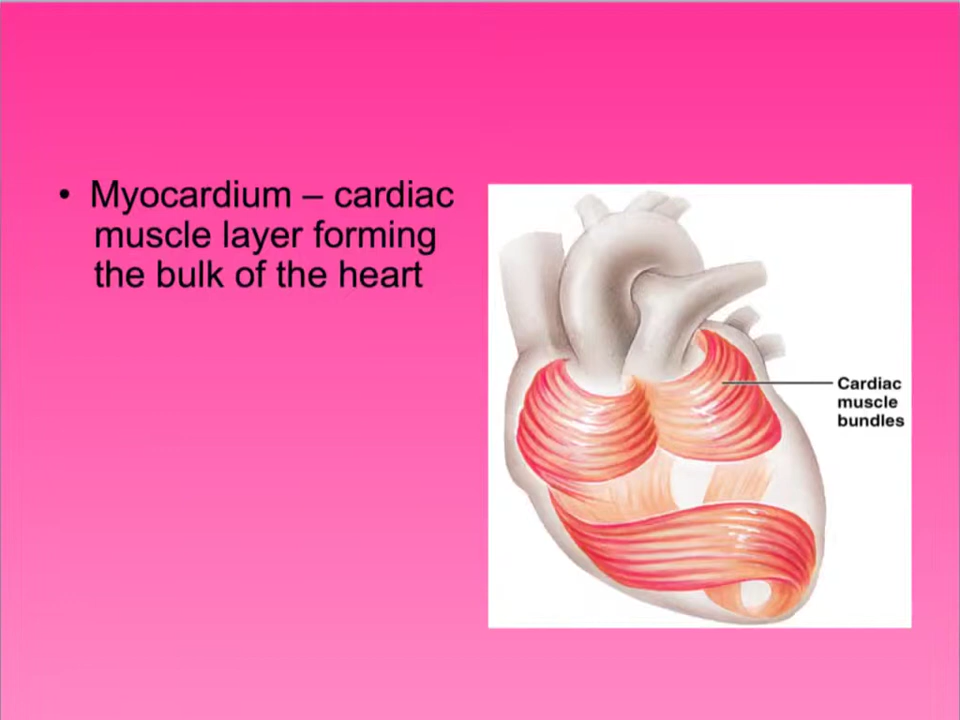 • Myocardium – cardiac
muscle layer forming
the bulk of the heart
Cardiac
muscle
bundles